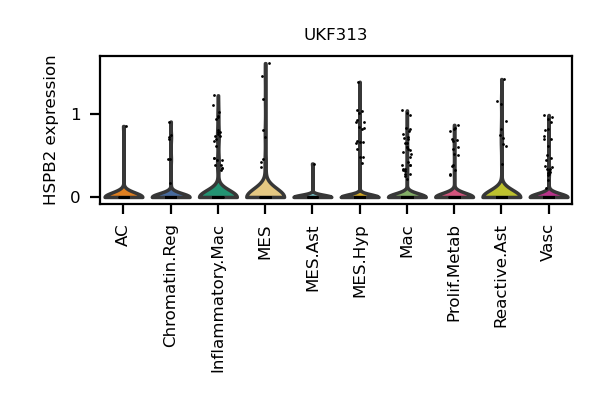 UKF313
HSPB2 expression
1
0
AC
Chromatin.Reg
Inflammatory.Mac
MES
MES.Ast
MES.Hyp
Mac
Prolif.Metab
Reactive.Ast
Vasc